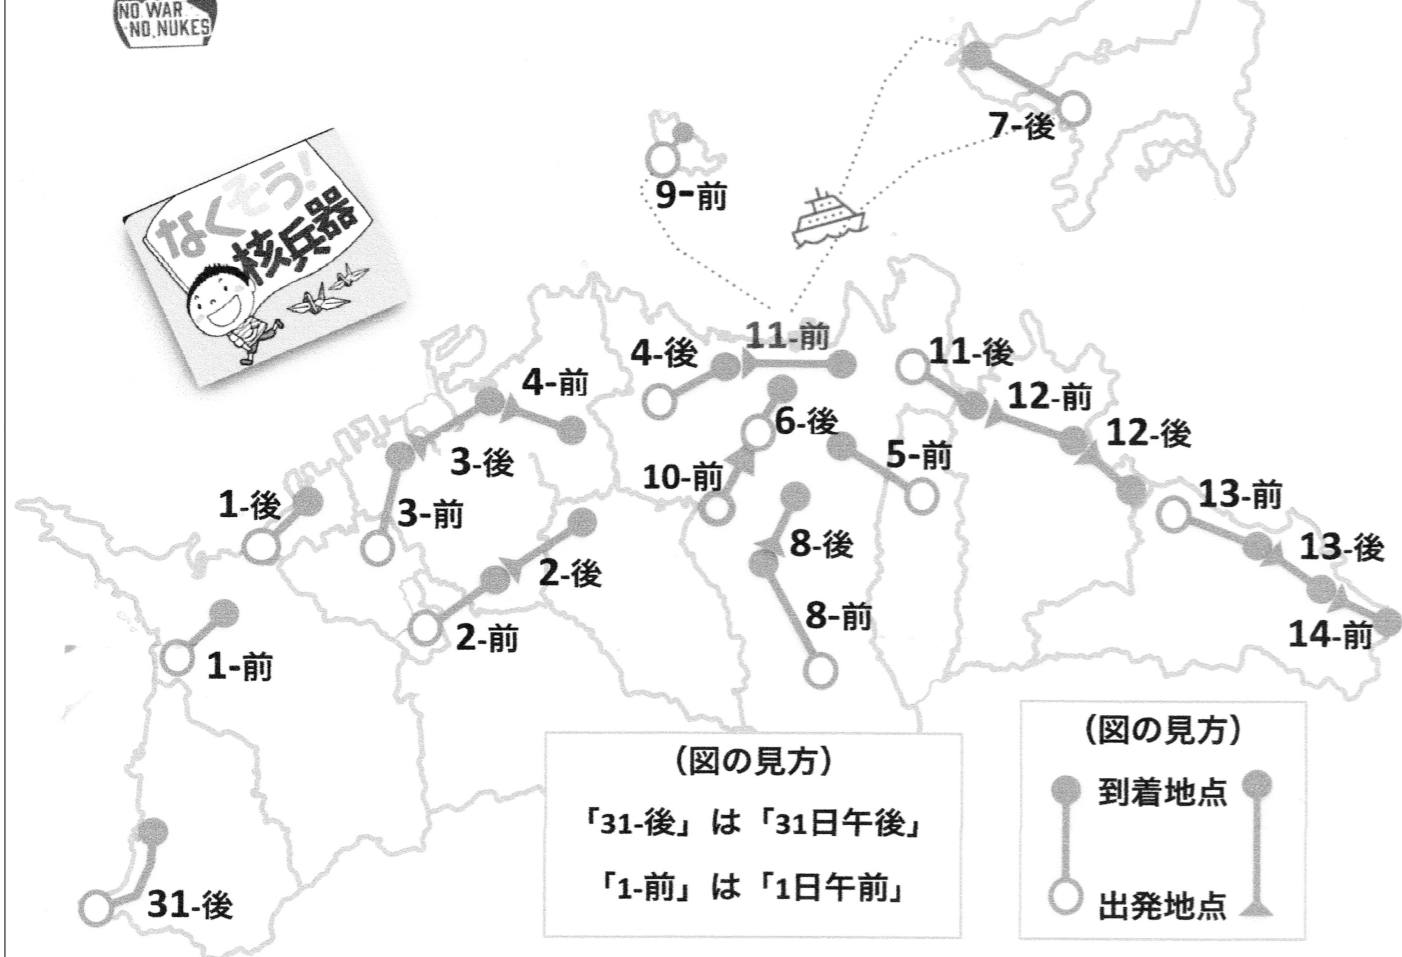 NO WAR
NO NUKES
なくそう!
核兵器
7-後
9-前
11-前
4-後
11-後
4-前
12-前
6-後
12-後
3-後
5-前
10-前
1-後
3-前
13-前
8-後
13-後
2-後
8-前
2-前
14-前
1-前
31-後
(図の見方)
「31-後」は「31日午後」
「1-前」は「1日午前」
(図の見方)
到着地点
出発地点